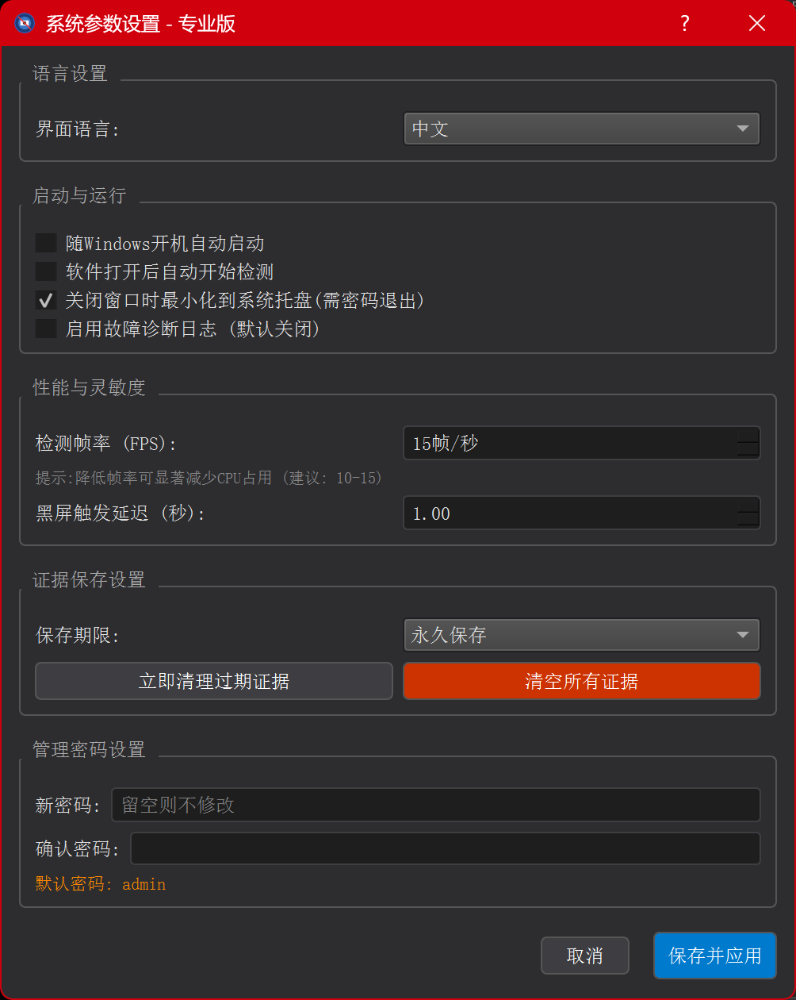 系统参数设置 - 专业版
?
语言设置
界面语言:
中文
启动与运行
随Windows开机自动启动
软件打开后自动开始检测
关闭窗口时最小化到系统托盘(需密码退出)
启用故障诊断日志 (默认关闭)
性能与灵敏度
检测帧率 (FPS):
15帧/秒
提示:降低帧率可显著减少CPU占用 (建议: 10-15)
黑屏触发延迟 (秒):
1.00
证据保存设置
保存期限:
永久保存
立即清理过期证据
清空所有证据
管理密码设置
新密码:
留空则不修改
确认密码:
默认密码: admin
取消
保存并应用